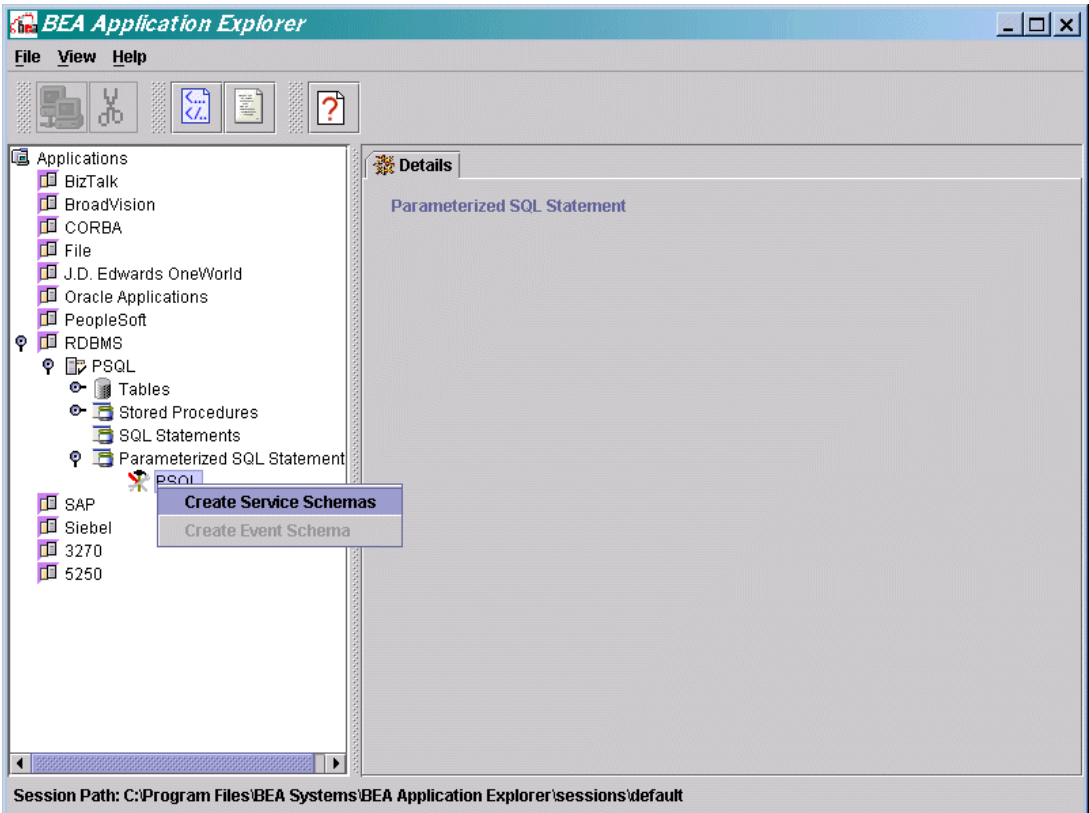 BEA Application Explorer
File View Help
Applications
BizTalk
BroadVision
CORBA
File
J.D. Edwards OneWorld
Oracle Applications
PeopleSoft
RDBMS
PSQL
Tables
Stored Procedures
SQL Statements
Parameterized SQL Statement
PSQL
SAP
Siebel
3270
5250
Create Service Schemas
Create Event Schema
Details
Parameterized SQL Statement
Session Path: C:\Program Files\BEA Systems\BEA Application Explorer\sessions\default